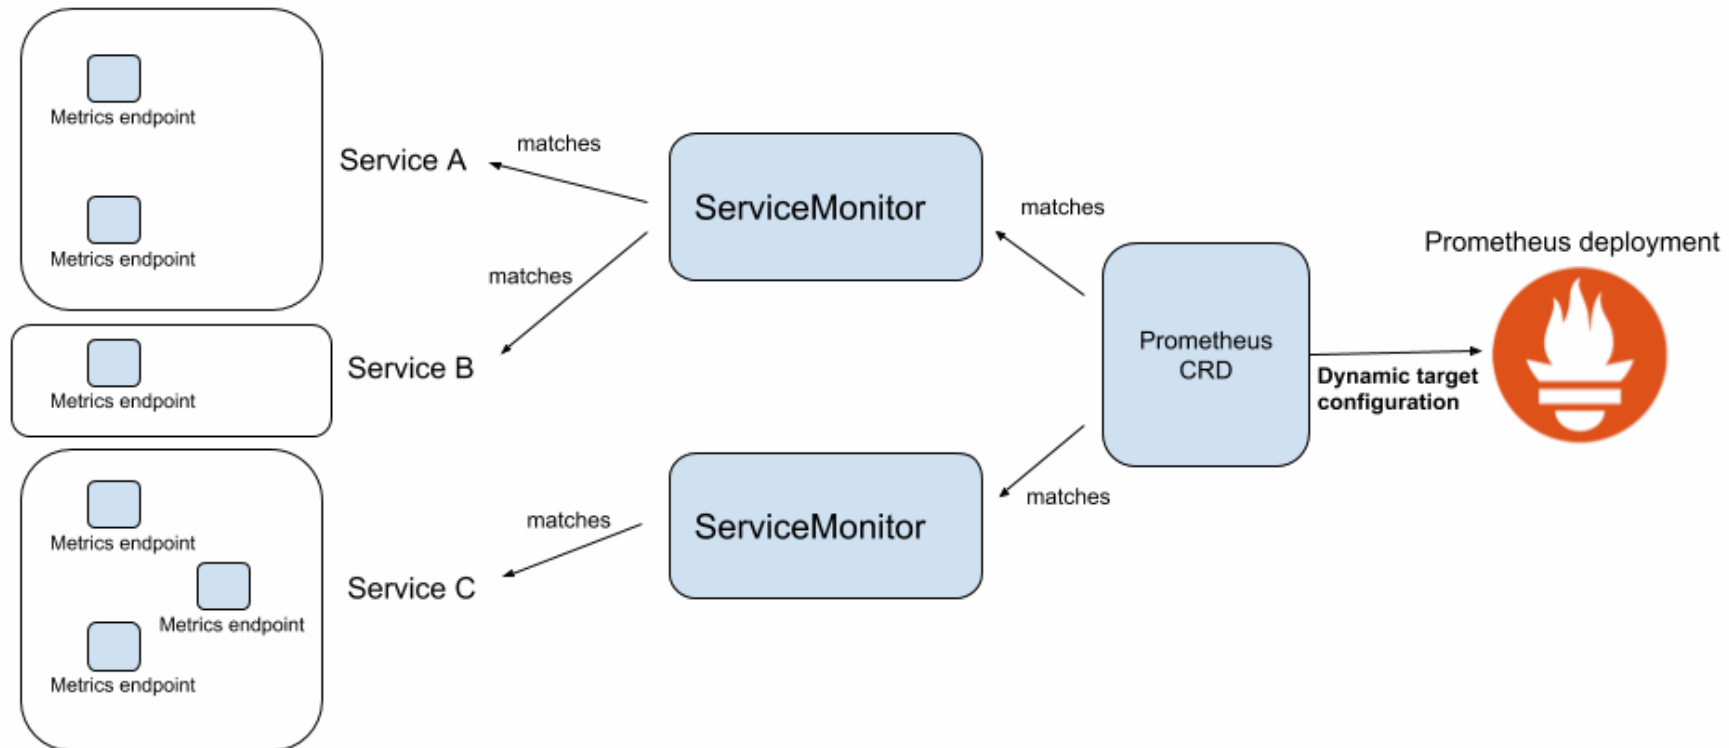 Metrics endpoint
Metrics endpoint
Service A
Metrics endpoint
Service B
Metrics endpoint
Metrics endpoint
Metrics endpoint
Service C
matches
matches
matches
ServiceMonitor
ServiceMonitor
matches
matches
Prometheus
CRD
Dynamic target
configuration
Prometheus deployment